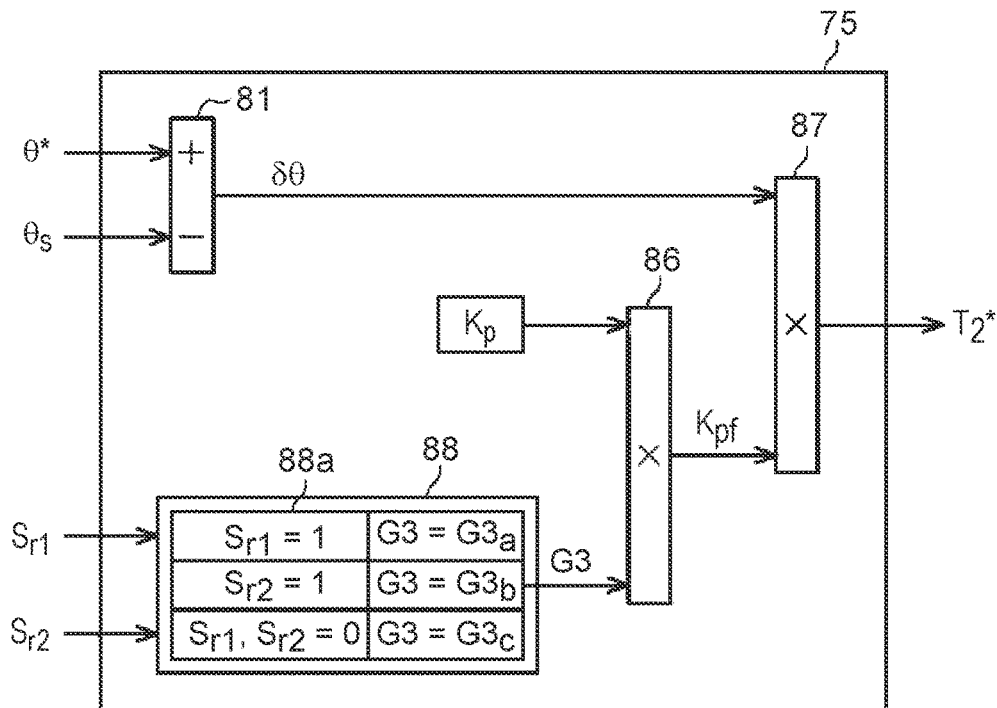 75
81
θ* +
θs −
δθ
87
86
Kp
×
T2*
×
Kpf
88a
88
Sr1
Sr2
Sr1 = 1 G3 = G3a
Sr2 = 1 G3 = G3b
Sr1, Sr2 = 0 G3 = G3c
G3